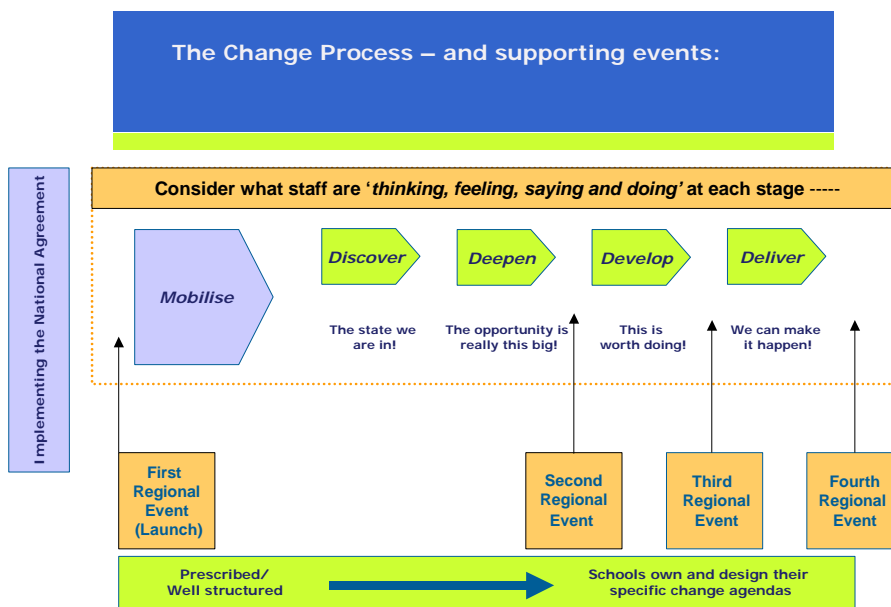 The Change Process – and supporting events:
Implementing the National Agreement
Consider what staff are ‘thinking, feeling, saying and doing’ at each stage -----
Mobilise
Discover
Deepen
Develop
Deliver
The state we
are in!
The opportunity is
really this big!
This is
worth doing!
We can make
it happen!
First
Regional
Event
(Launch)
Second
Regional
Event
Third
Regional
Event
Fourth
Regional
Event
Prescribed/
Well structured
Schools own and design their
specific change agendas